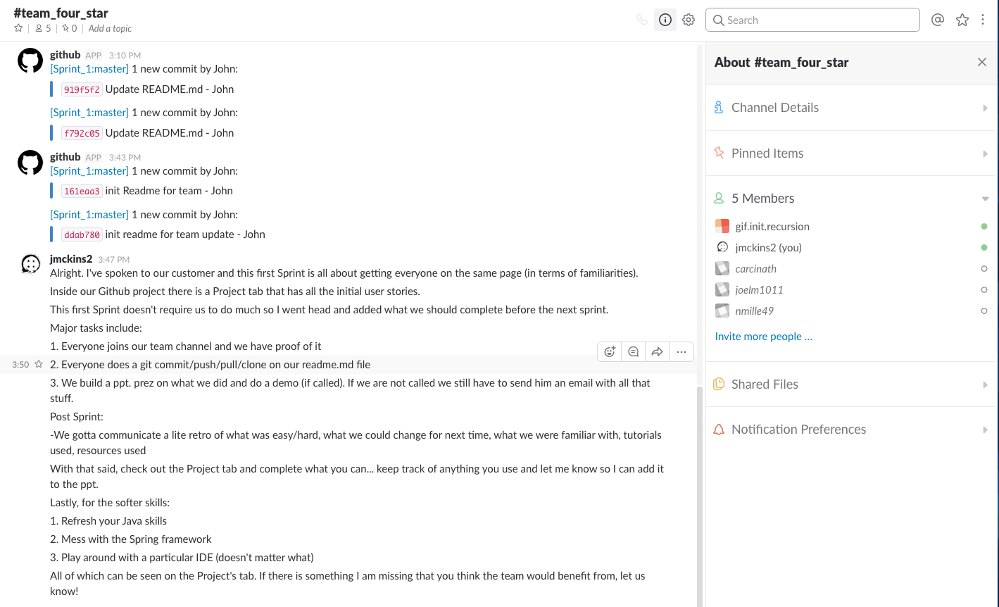 #team_four_star
5 | 0 | Add a topic
Search
github APP 3:10 PM
[Sprint_1:master] 1 new commit by John:
919f5f2 Update README.md - John
[Sprint_1:master] 1 new commit by John:
f792c05 Update README.md - John
github APP 3:43 PM
[Sprint_1:master] 1 new commit by John:
161eaa3 init Readme for team - John
[Sprint_1:master] 1 new commit by John:
ddab780 init readme for team update - John
jmckins2 3:47 PM
Alright. I've spoken to our customer and this first Sprint is all about getting everyone on the same page (in terms of familiarities).
Inside our Github project there is a Project tab that has all the initial user stories.
This first Sprint doesn't require us to do much so I went head and added what we should complete before the next sprint.
Major tasks include:
1. Everyone joins our team channel and we have proof of it
3:50 2. Everyone does a git commit/push/pull/clone on our readme.md file
3. We build a ppt. prez on what we did and do a demo (if called). If we are not called we still have to send him an email with all that
stuff.
Post Sprint:
-We gotta communicate a lite retro of what was easy/hard, what we could change for next time, what we were familiar with, tutorials
used, resources used
With that said, check out the Project tab and complete what you can... keep track of anything you use and let me know so I can add it
to the ppt.
Lastly, for the softer skills:
1. Refresh your Java skills
2. Mess with the Spring framework
3. Play around with a particular IDE (doesn't matter what)
All of which can be seen on the Project's tab. If there is something I am missing that you think the team would benefit from, let us
know!
About #team_four_star
Channel Details
Pinned Items
5 Members
gif.init.recursion
jmckins2 (you)
carcinath
joelm1011
nmille49
Invite more people ...
Shared Files
Notification Preferences